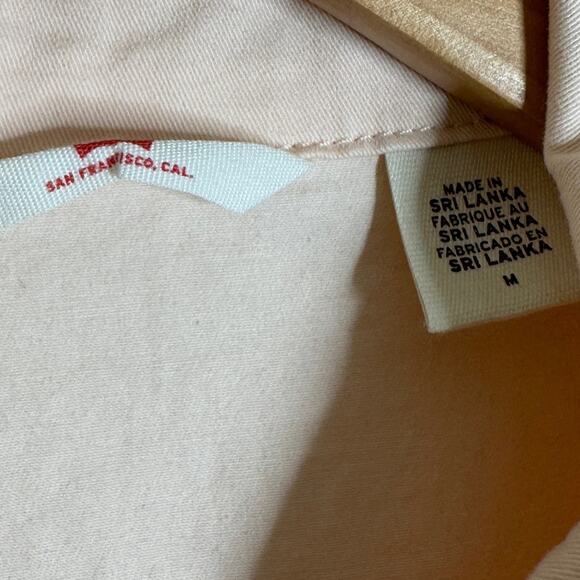 SAN FRANCISCO, CAL.
MADE IN
SRI LANKA
FABRIQUE AU
SRI LANKA
FABRICADO EN
SRI LANKA
M